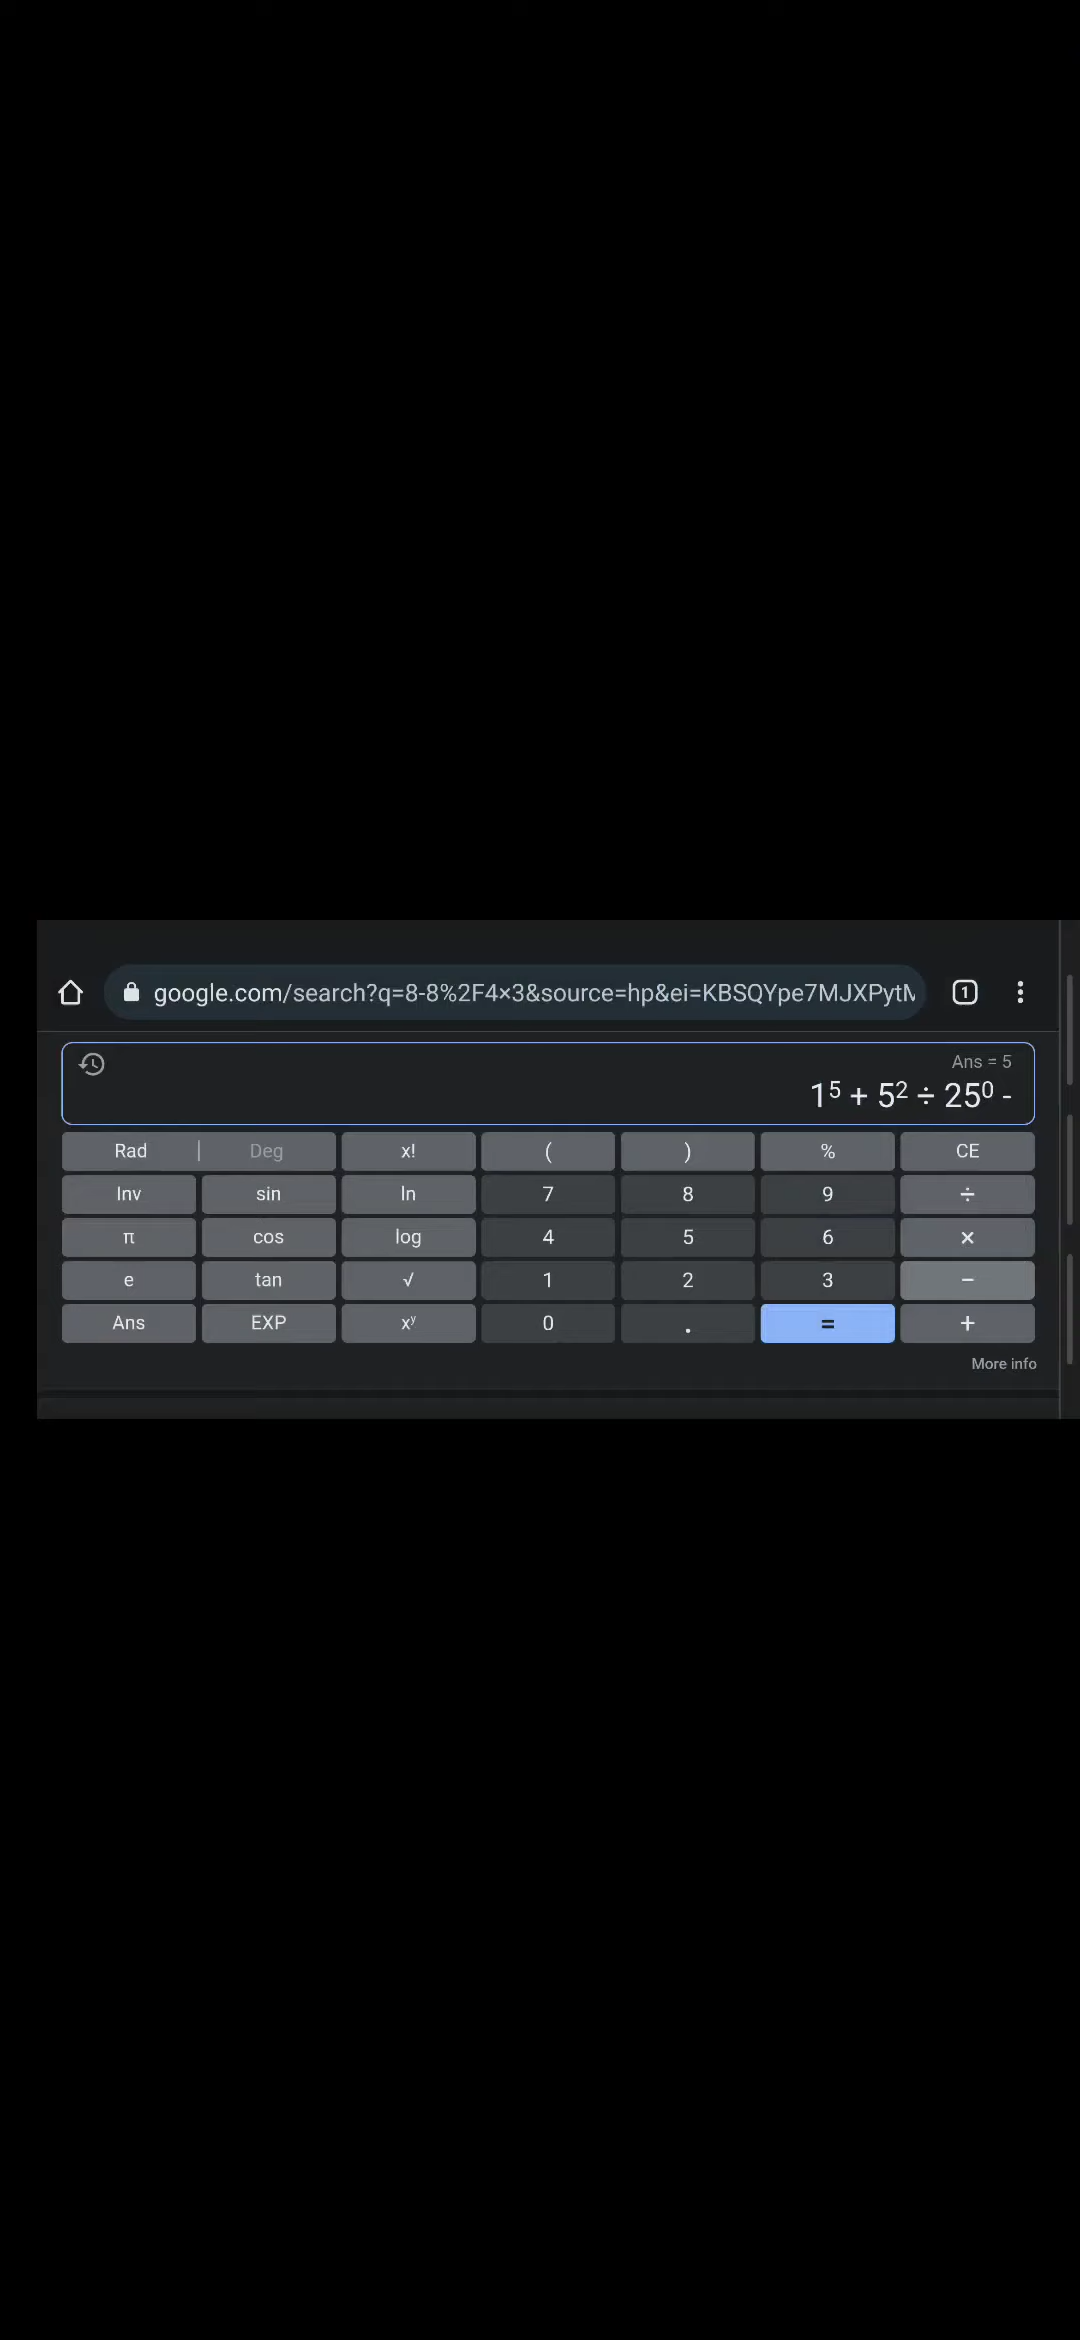 google.com/search?q=8-8%2F4×3&source=hp&ei=KBSQYpe7MJXPytM
1
Ans = 5
1⁵ + 5² ÷ 25⁰ -
Rad | Deg x! ( ) % CE
Inv sin ln 7 8 9 ÷
π cos log 4 5 6 ×
e tan √ 1 2 3 −
Ans EXP xʸ 0 . = +
More info